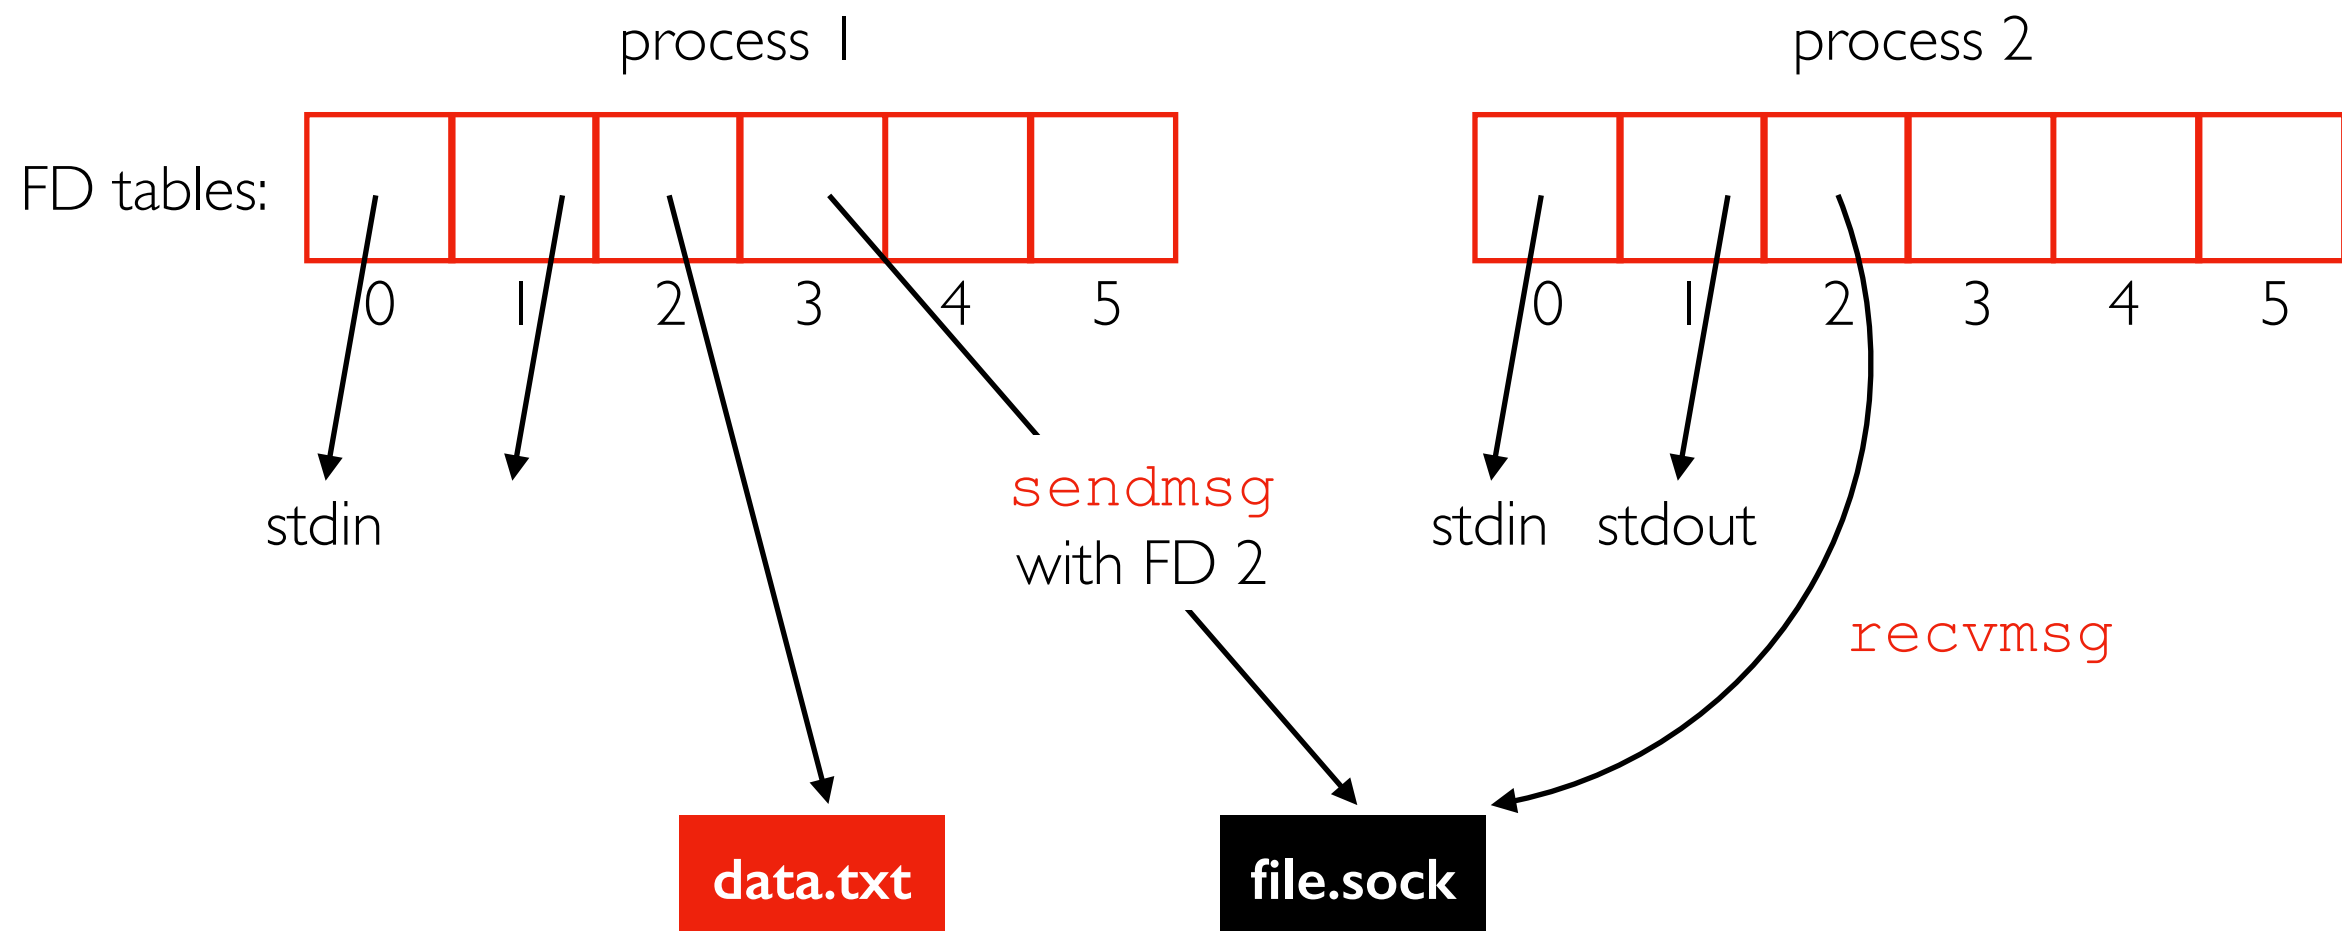 process 1
process 2
FD tables:
0 1 2 3 4 5
0 1 2 3 4 5
sendmsg
with FD 2
stdin
stdin
stdout
recvmsg
data.txt
file.sock